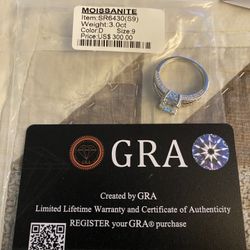 MOISSANITE
Item:SR6430(S9)
Weight:3.0ct
Color:D Size:9
Price:US$ 300.00
GRA
Created by GRA
Limited Lifetime Warranty and Certificate of Authenticity
REGISTER your GRA® purchase